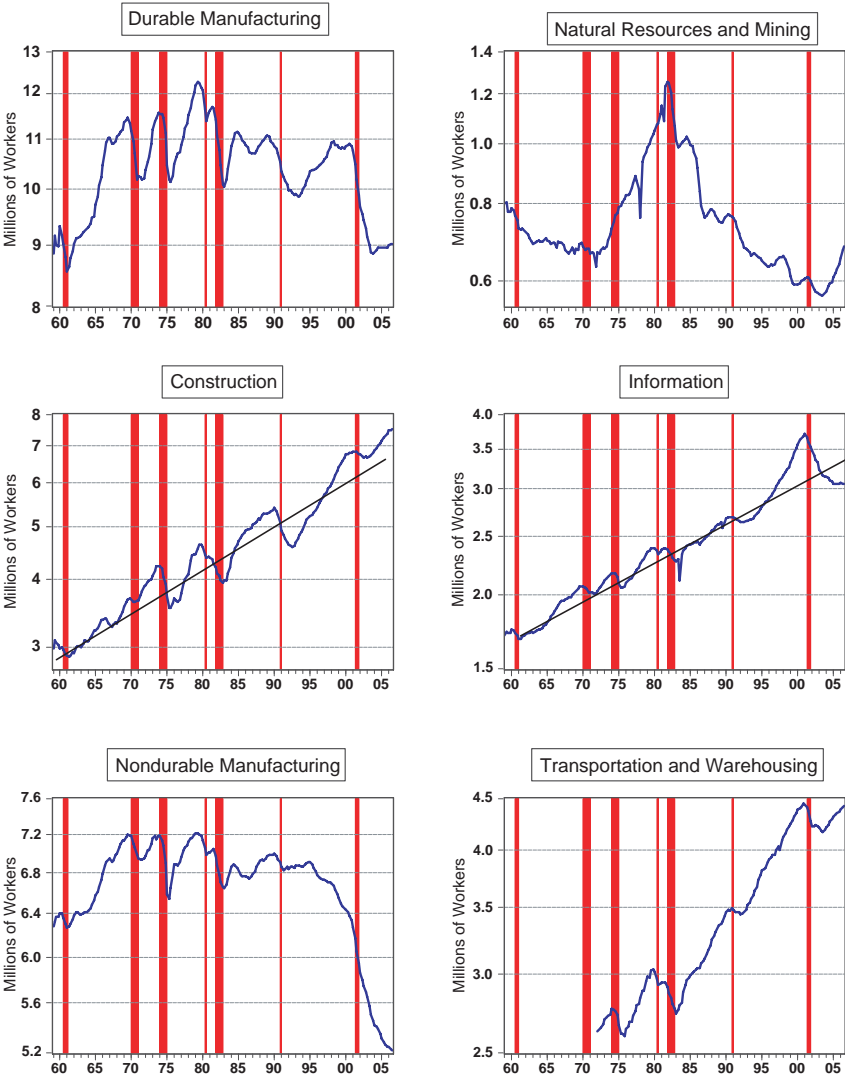 Durable Manufacturing
Millions of Workers
13
12
11
10
9
8
60 65 70 75 80 85 90 95 00 05
Natural Resources and Mining
Millions of Workers
1.4
1.2
1.0
0.8
0.6
60 65 70 75 80 85 90 95 00 05
Construction
Millions of Workers
8
7
6
5
4
3
60 65 70 75 80 85 90 95 00 05
Information
Millions of Workers
4.0
3.5
3.0
2.5
2.0
1.5
60 65 70 75 80 85 90 95 00 05
Nondurable Manufacturing
Millions of Workers
7.6
7.2
6.8
6.4
6.0
5.6
5.2
60 65 70 75 80 85 90 95 00 05
Transportation and Warehousing
Millions of Workers
4.5
4.0
3.5
3.0
2.5
60 65 70 75 80 85 90 95 00 05